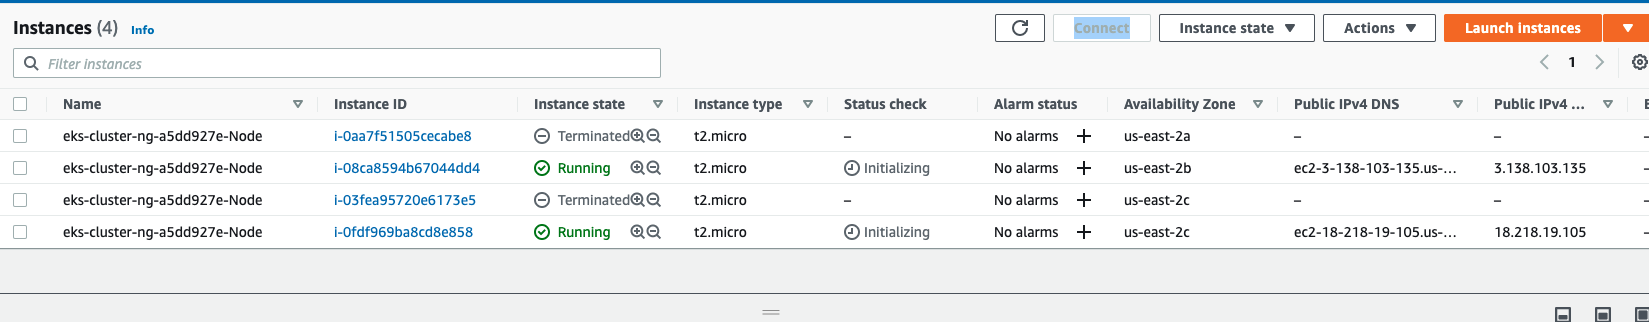 Instances (4) Info Connect Instance state Actions Launch instances
Filter instances 1
Name Instance ID Instance state Instance type Status check Alarm status Availability Zone Public IPv4 DNS Public IPv4 ...
eks-cluster-ng-a5dd927e-Node i-0aa7f51505cecabe8 Terminated t2.micro – No alarms + us-east-2a – –
eks-cluster-ng-a5dd927e-Node i-08ca8594b67044dd4 Running t2.micro Initializing No alarms + us-east-2b ec2-3-138-103-135.us-... 3.138.103.135
eks-cluster-ng-a5dd927e-Node i-03fea95720e6173e5 Terminated t2.micro – No alarms + us-east-2c – –
eks-cluster-ng-a5dd927e-Node i-0fdf969ba8cd8e858 Running t2.micro Initializing No alarms + us-east-2c ec2-18-218-19-105.us-... 18.218.19.105